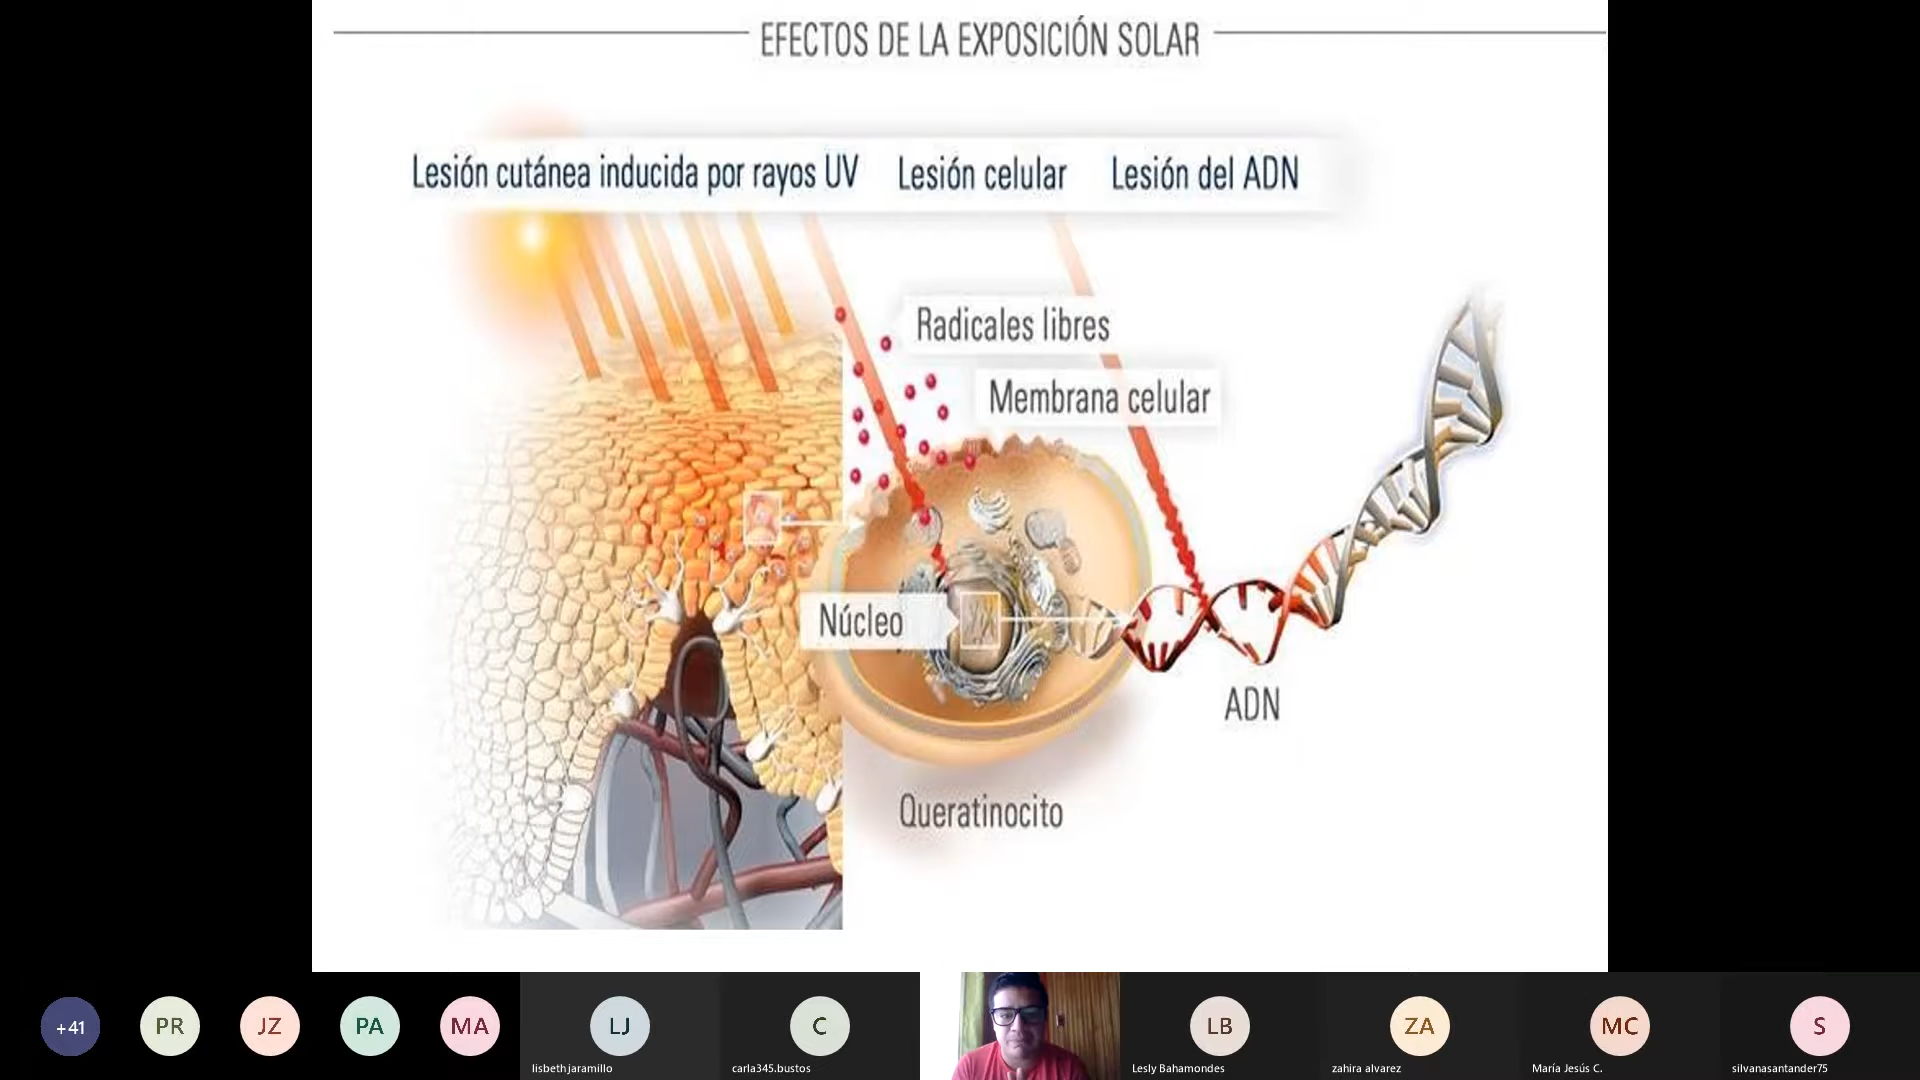 EFECTOS DE LA EXPOSICIÓN SOLAR
Lesión cutánea inducida por rayos UV
Lesión celular
Lesión del ADN
Radicales libres
Membrana celular
Núcleo
ADN
Queratinocito
+41
PR
JZ
PA
MA
LJ
lisbeth jaramillo
C
carla345.bustos
LB
Lesly Bahamondes
ZA
zahira alvarez
MC
María Jesús C.
S
silvanasantander75